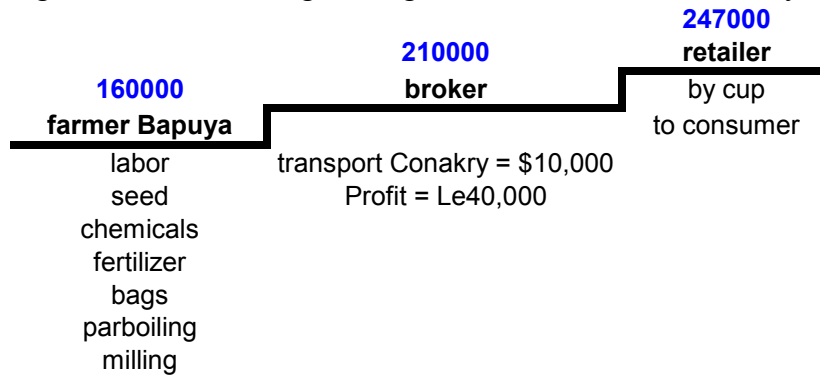 247000
210000 retailer
160000 broker by cup
farmer Bapuya to consumer
labor transport Conakry = $10,000
seed Profit = Le40,000
chemicals
fertilizer
bags
parboiling
milling